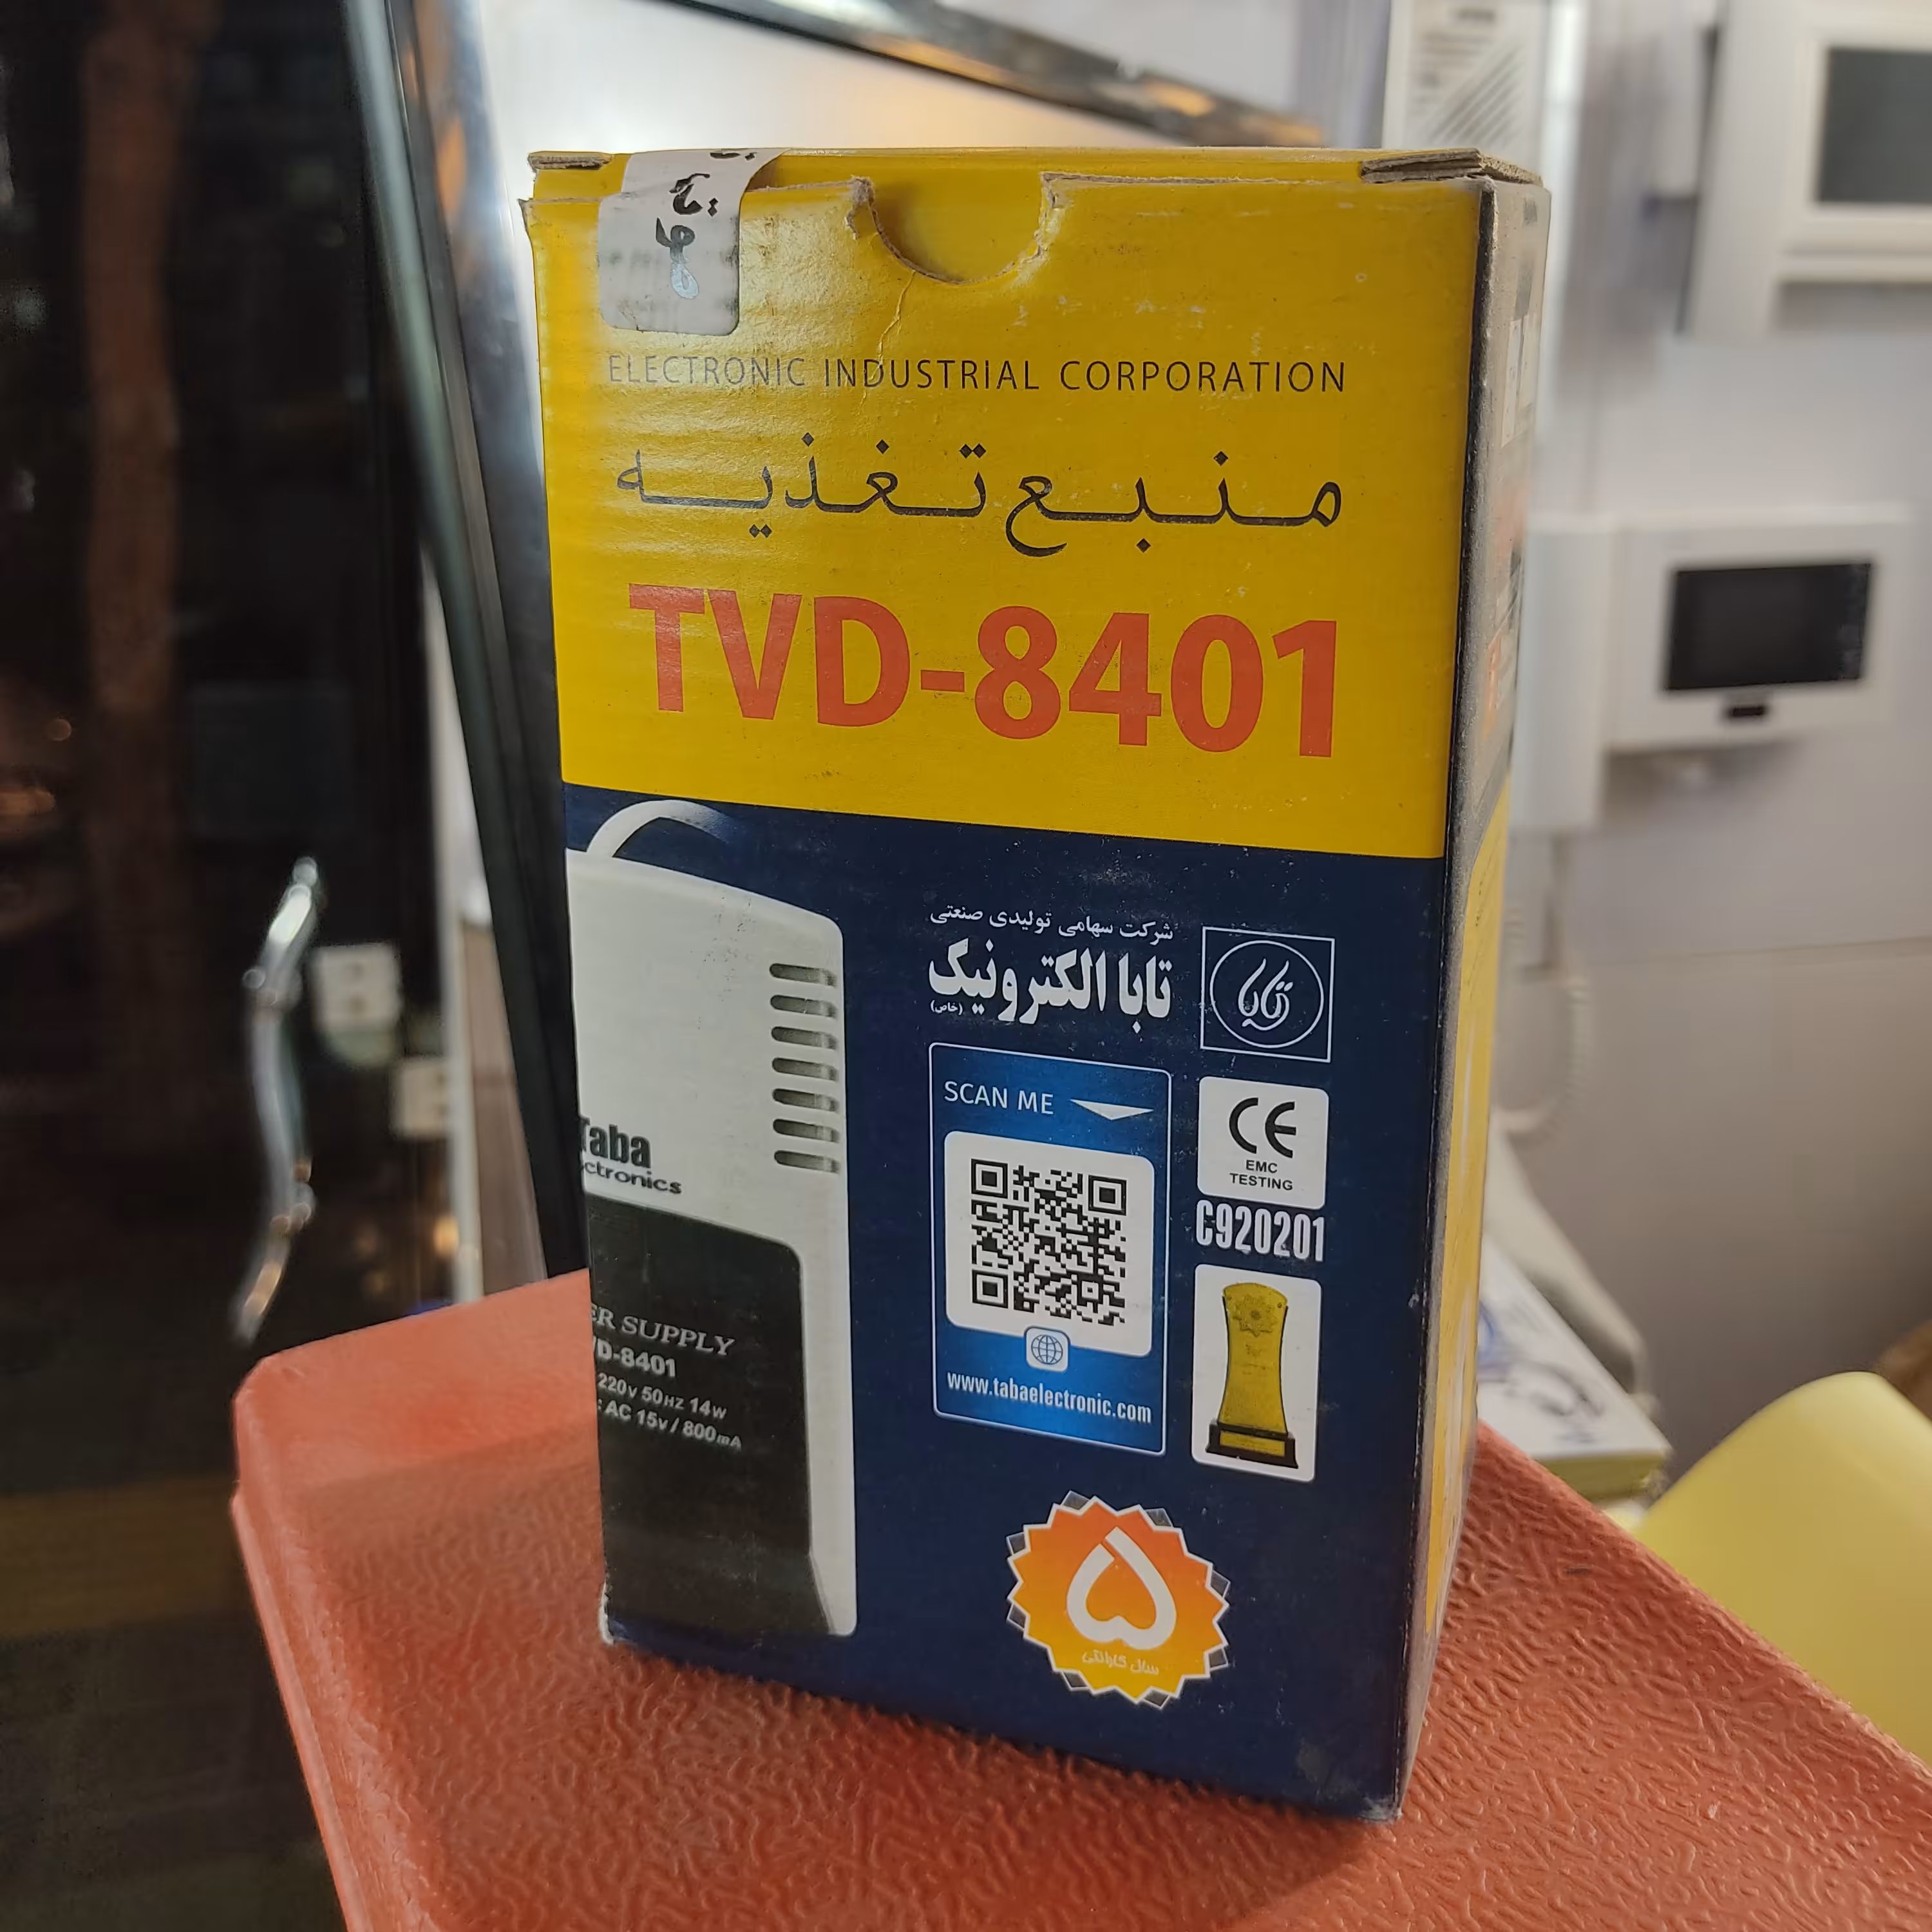 ELECTRONIC INDUSTRIAL CORPORATION
منبع تغذیه
TVD-8401
شرکت سهامی تولیدی صنعتی
تابا الکترونیک
(خاص)
تابا
SCAN ME
www.tabaelectronic.com
CE
EMC
TESTING
C920201
Taba
ctronics
ER SUPPLY
VD-8401
220v 50HZ 14w
: AC 15v / 800mA
۵
سال گارانتی